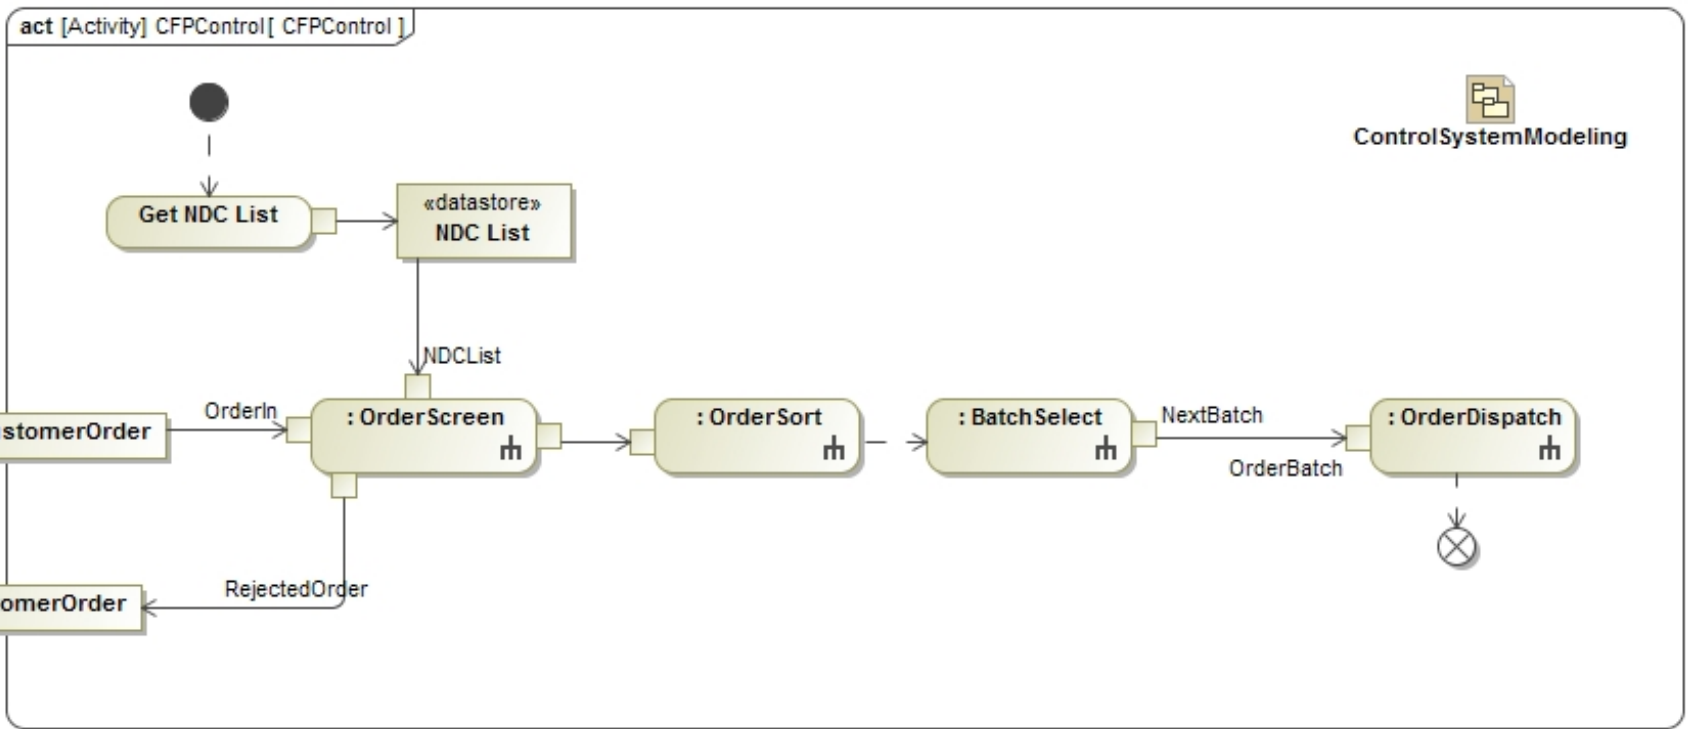 act [Activity] CFPControl[ CFPControl ]
ControlSystemModeling
Get NDC List
«datastore»
NDC List
NDCList
OrderIn
stomerOrder
: OrderScreen
: OrderSort
: BatchSelect
NextBatch
OrderBatch
: OrderDispatch
RejectedOrder
omerOrder